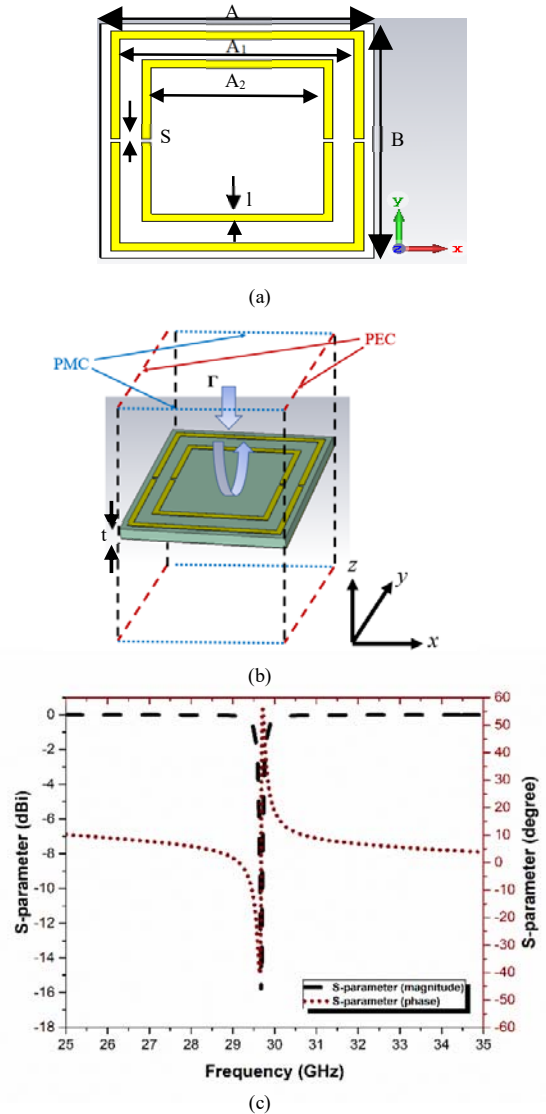 A
A1
A2
S
B
l
y
z
x
(a)
PEC
PMC
Γ
t
z
y
x
(b)
60
0
50
-2
40
-4
30
-6
20
-8
10
0
-10
-10
-12
-20
-30
-14
-40
-16
-50
-18
-60
S-parameter (dBi)
S-parameter (degree)
S-parameter (magnitude)
S-parameter (phase)
25 26 27 28 29 30 31 32 33 34 35
Frequency (GHz)
(c)